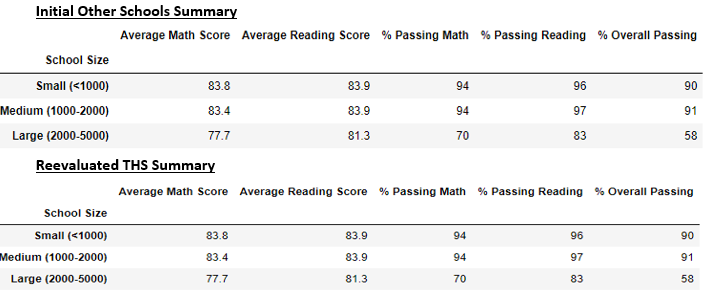 Initial Other Schools Summary
Average Math Score Average Reading Score % Passing Math % Passing Reading % Overall Passing
School Size
Small (<1000) 83.8 83.9 94 96 90
Medium (1000-2000) 83.4 83.9 94 97 91
Large (2000-5000) 77.7 81.3 70 83 58
Reevaluated THS Summary
Average Math Score Average Reading Score % Passing Math % Passing Reading % Overall Passing
School Size
Small (<1000) 83.8 83.9 94 96 90
Medium (1000-2000) 83.4 83.9 94 97 91
Large (2000-5000) 77.7 81.3 70 83 58